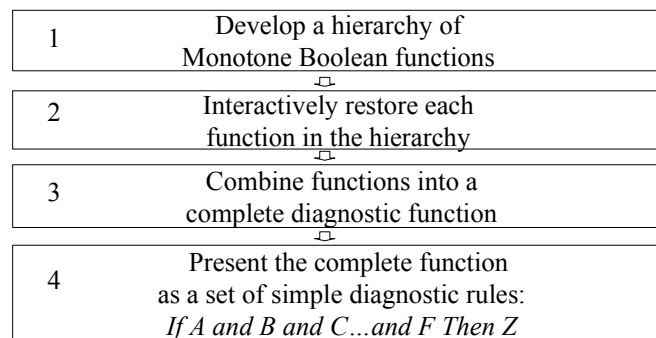 1
Develop a hierarchy of
Monotone Boolean functions
2
Interactively restore each
function in the hierarchy
3
Combine functions into a
complete diagnostic function
4
Present the complete function
as a set of simple diagnostic rules:
If A and B and C…and F Then Z